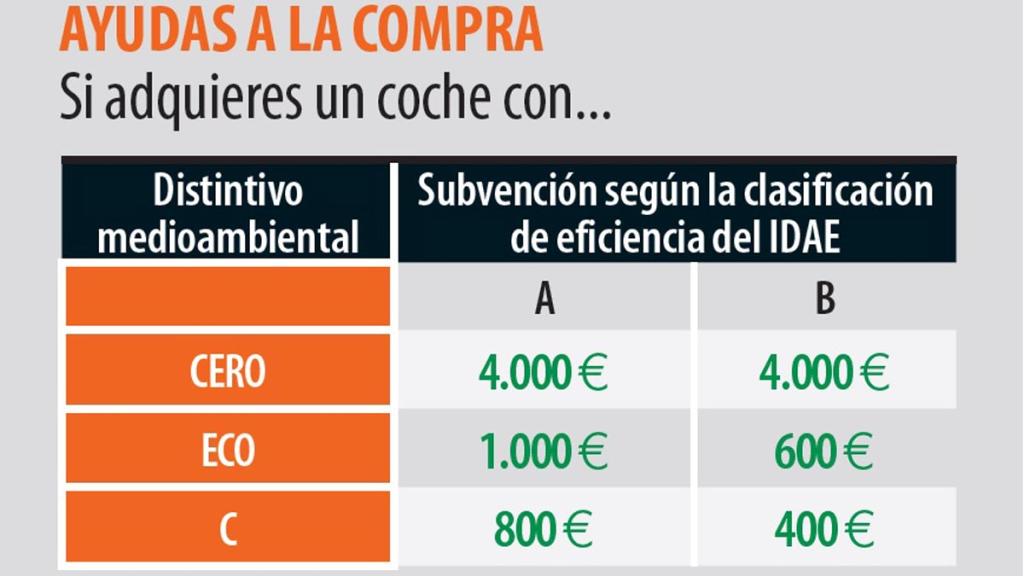 AYUDAS A LA COMPRA
Si adquieres un coche con...
Distintivo
medioambiental
Subvención según la clasificación
de eficiencia del IDAE
A B
CERO 4.000 € 4.000 €
ECO 1.000 € 600 €
C 800 € 400 €